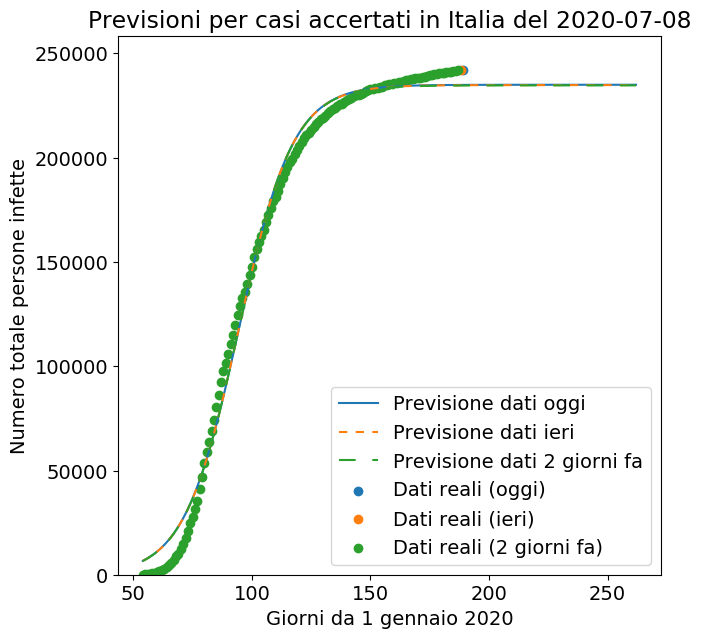 Previsioni per casi accertati in Italia del 2020-07-08
250000
200000
150000
100000
50000
0
Numero totale persone infette
50
100
150
200
250
Giorni da 1 gennaio 2020
Previsione dati oggi
Previsione dati ieri
Previsione dati 2 giorni fa
Dati reali (oggi)
Dati reali (ieri)
Dati reali (2 giorni fa)